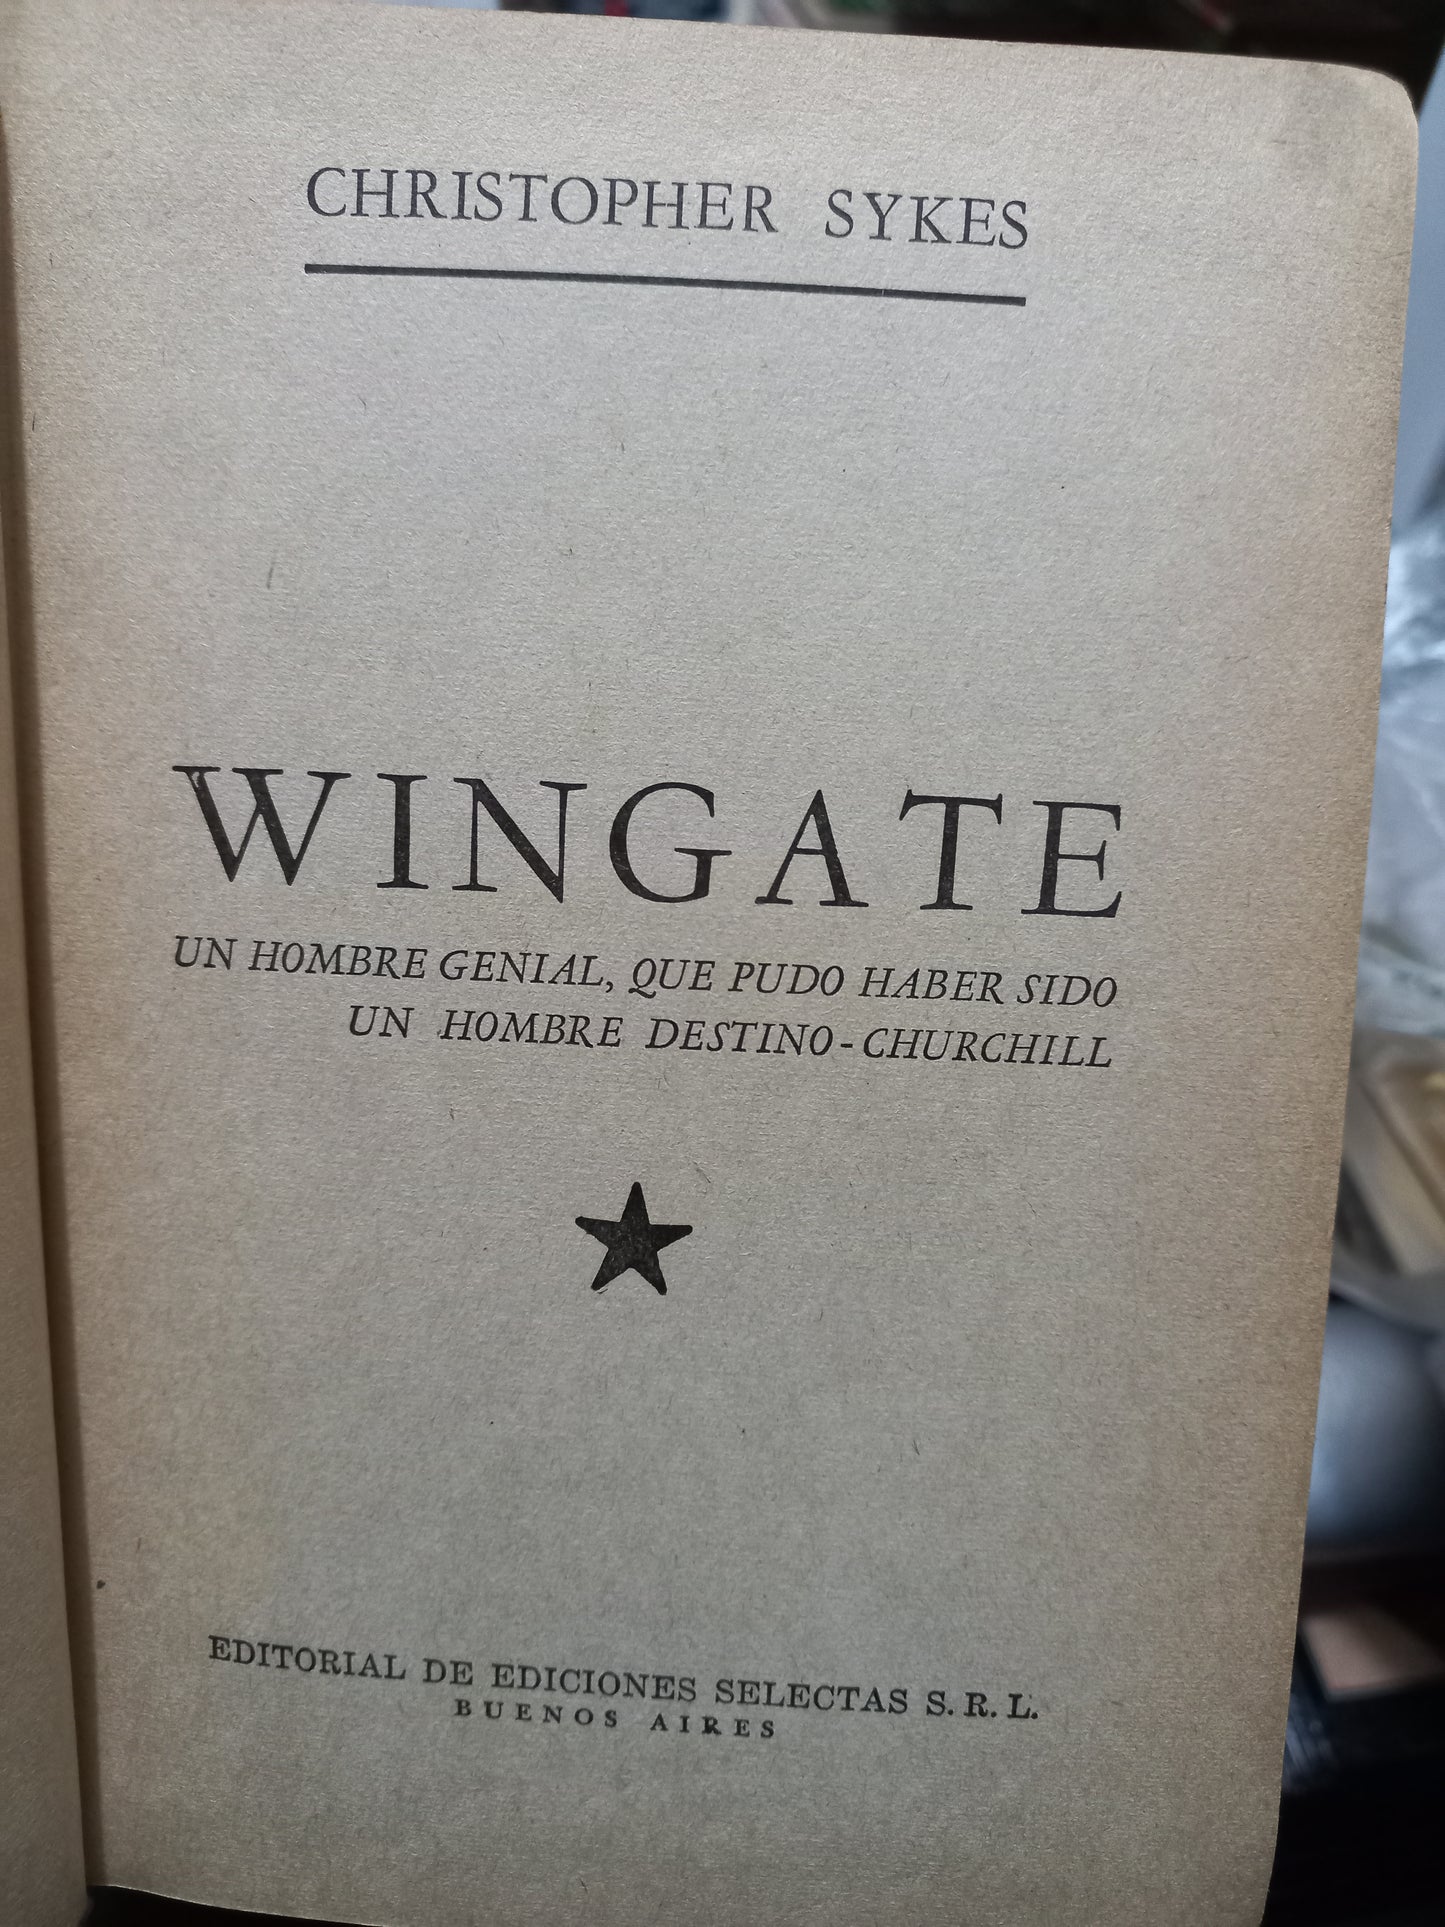 CHRISTOPHER SYKES
WINGATE
UN HOMBRE GENIAL, QUE PUDO HABER SIDO
UN HOMBRE DESTINO-CHURCHILL
EDITORIAL DE EDICIONES SELECTAS S. R. L.
BUENOS AIRES